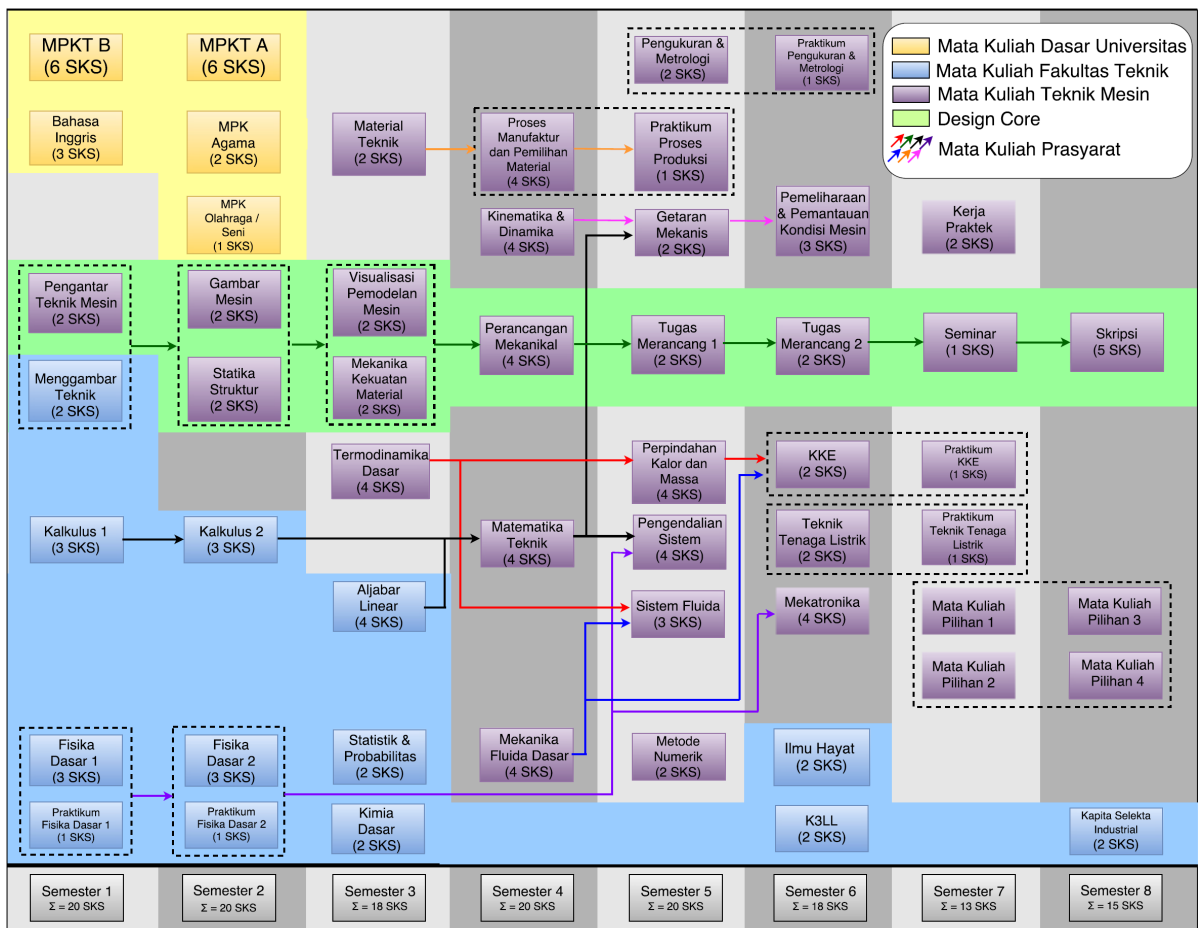 MPKT B
(6 SKS)
MPKT A
(6 SKS)
Pengukuran &
Metrologi
(2 SKS)
Praktikum
Pengukuran &
Metrologi
(1 SKS)
Mata Kuliah Dasar Universitas
Mata Kuliah Fakultas Teknik
Mata Kuliah Teknik Mesin
Design Core
Mata Kuliah Prasyarat
Bahasa
Inggris
(3 SKS)
MPK
Agama
(2 SKS)
Material
Teknik
(2 SKS)
Proses
Manufaktur
dan Pemilihan
Material
(4 SKS)
Praktikum
Proses
Produksi
(1 SKS)
MPK
Olahraga /
Seni
(1 SKS)
Kinematika &
Dinamika
(4 SKS)
Getaran
Mekanis
(2 SKS)
Pemeliharaan
& Pemantauan
Kondisi Mesin
(3 SKS)
Kerja
Praktek
(2 SKS)
Pengantar
Teknik Mesin
(2 SKS)
Gambar
Mesin
(2 SKS)
Visualisasi
Pemodelan
Mesin
(2 SKS)
Menggambar
Teknik
(2 SKS)
Statika
Struktur
(2 SKS)
Mekanika
Kekuatan
Material
(2 SKS)
Perancangan
Mekanikal
(4 SKS)
Tugas
Merancang 1
(2 SKS)
Tugas
Merancang 2
(2 SKS)
Seminar
(1 SKS)
Skripsi
(5 SKS)
Termodinamika
Dasar
(4 SKS)
Perpindahan
Kalor dan
Massa
(4 SKS)
KKE
(2 SKS)
Praktikum
KKE
(1 SKS)
Kalkulus 1
(3 SKS)
Kalkulus 2
(3 SKS)
Matematika
Teknik
(4 SKS)
Pengendalian
Sistem
(4 SKS)
Teknik
Tenaga Listrik
(2 SKS)
Praktikum
Teknik Tenaga
Listrik
(1 SKS)
Aljabar
Linear
(4 SKS)
Sistem Fluida
(3 SKS)
Mekatronika
(4 SKS)
Mata Kuliah
Pilihan 1
Mata Kuliah
Pilihan 3
Mata Kuliah
Pilihan 2
Mata Kuliah
Pilihan 4
Fisika
Dasar 1
(3 SKS)
Fisika
Dasar 2
(3 SKS)
Statistik &
Probabilitas
(2 SKS)
Mekanika
Fluida Dasar
(4 SKS)
Metode
Numerik
(2 SKS)
Ilmu Hayat
(2 SKS)
Praktikum
Fisika Dasar 1
(1 SKS)
Praktikum
Fisika Dasar 2
(1 SKS)
Kimia
Dasar
(2 SKS)
K3LL
(2 SKS)
Kapita Selekta
Industrial
(2 SKS)
Semester 1
Σ = 20 SKS
Semester 2
Σ = 20 SKS
Semester 3
Σ = 18 SKS
Semester 4
Σ = 20 SKS
Semester 5
Σ = 20 SKS
Semester 6
Σ = 18 SKS
Semester 7
Σ = 13 SKS
Semester 8
Σ = 15 SKS